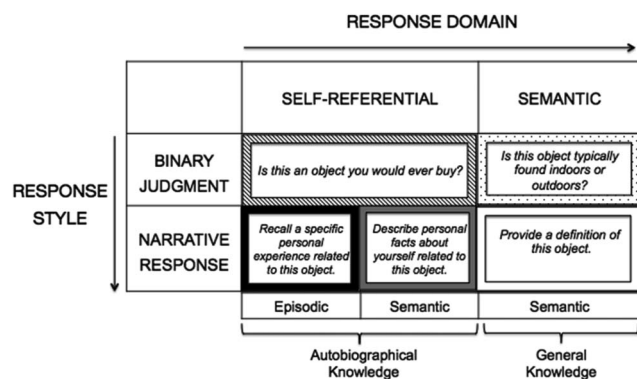 RESPONSE DOMAIN
SELF-REFERENTIAL
SEMANTIC
RESPONSE
STYLE
BINARY
JUDGMENT
Is this an object you would ever buy?
Is this object typically
found indoors or
outdoors?
NARRATIVE
RESPONSE
Recall a specific
personal
experience related
to this object.
Describe personal
facts about
yourself related to
this object.
Provide a definition of
this object.
Episodic
Semantic
Semantic
Autobiographical
Knowledge
General
Knowledge